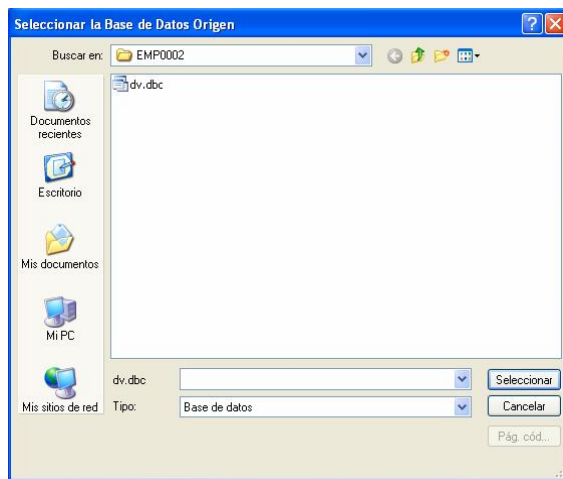 Seleccionar la Base de Datos Origen
Buscar en: EMP0002
dv.dbc
Documentos
recientes
Escritorio
Mis documentos
Mi PC
Mis sitios de red
dv.dbc
Seleccionar
Tipo: Base de datos
Cancelar
Pág. cód...